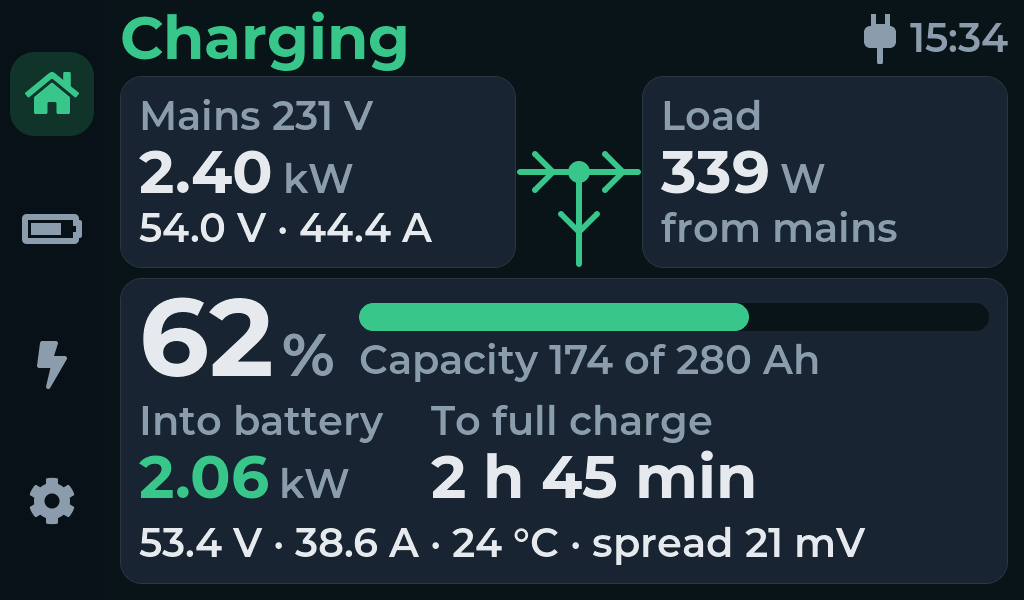 Charging
15:34
Mains 231 V
2.40 kW
54.0 V · 44.4 A
Load
339 W
from mains
62 %
Capacity 174 of 280 Ah
Into battery
2.06 kW
To full charge
2 h 45 min
53.4 V · 38.6 A · 24 °C · spread 21 mV